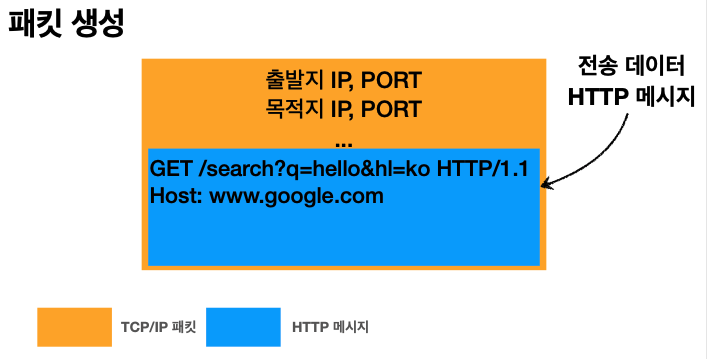 패킷 생성
출발지 IP, PORT
목적지 IP, PORT
...
전송 데이터
HTTP 메시지
GET /search?q=hello&hl=ko HTTP/1.1
Host: www.google.com
TCP/IP 패킷
HTTP 메시지